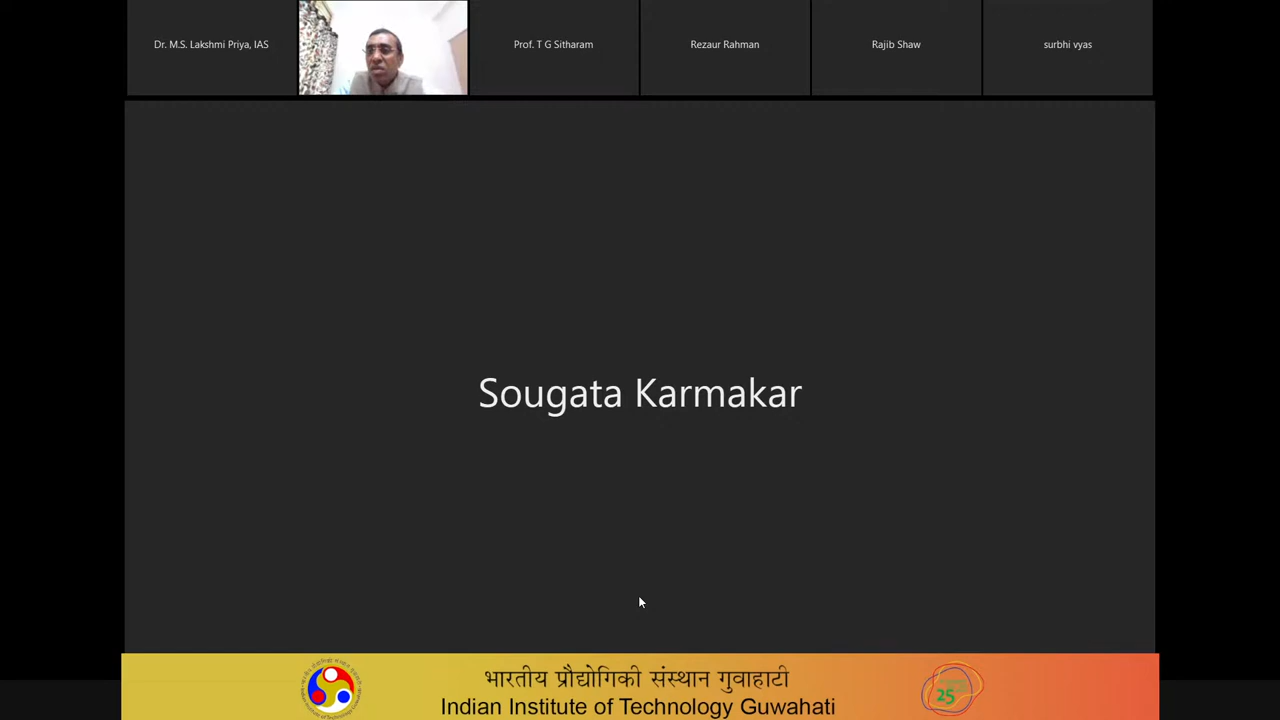 Dr. M.S. Lakshmi Priya, IAS
Prof. T G Sitharam
Rezaur Rahman
Rajib Shaw
surbhi vyas
Sougata Karmakar
भारतीय प्रौद्योगिकी संस्थान गुवाहाटी
Indian Institute of Technology Guwahati
25